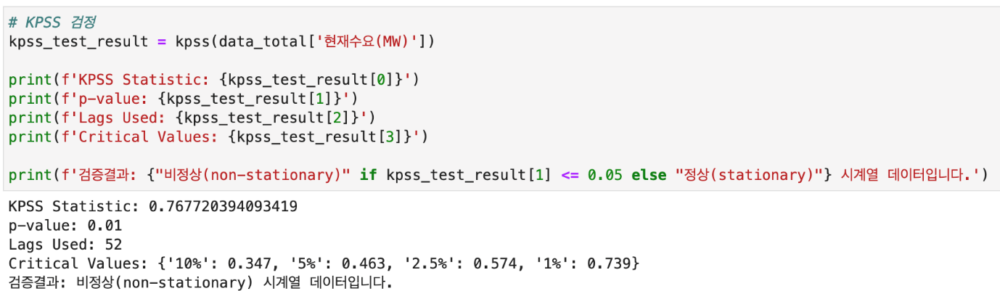 # KPSS 검정
kpss_test_result = kpss(data_total['현재수요(MW)'])
print(f'KPSS Statistic: {kpss_test_result[0]}')
print(f'p-value: {kpss_test_result[1]}')
print(f'Lags Used: {kpss_test_result[2]}')
print(f'Critical Values: {kpss_test_result[3]}')
print(f'검증결과: {"비정상(non-stationary)" if kpss_test_result[1] <= 0.05 else "정상(stationary)"} 시계열 데이터입니다.')
KPSS Statistic: 0.767720394093419
p-value: 0.01
Lags Used: 52
Critical Values: {'10%': 0.347, '5%': 0.463, '2.5%': 0.574, '1%': 0.739}
검증결과: 비정상(non-stationary) 시계열 데이터입니다.